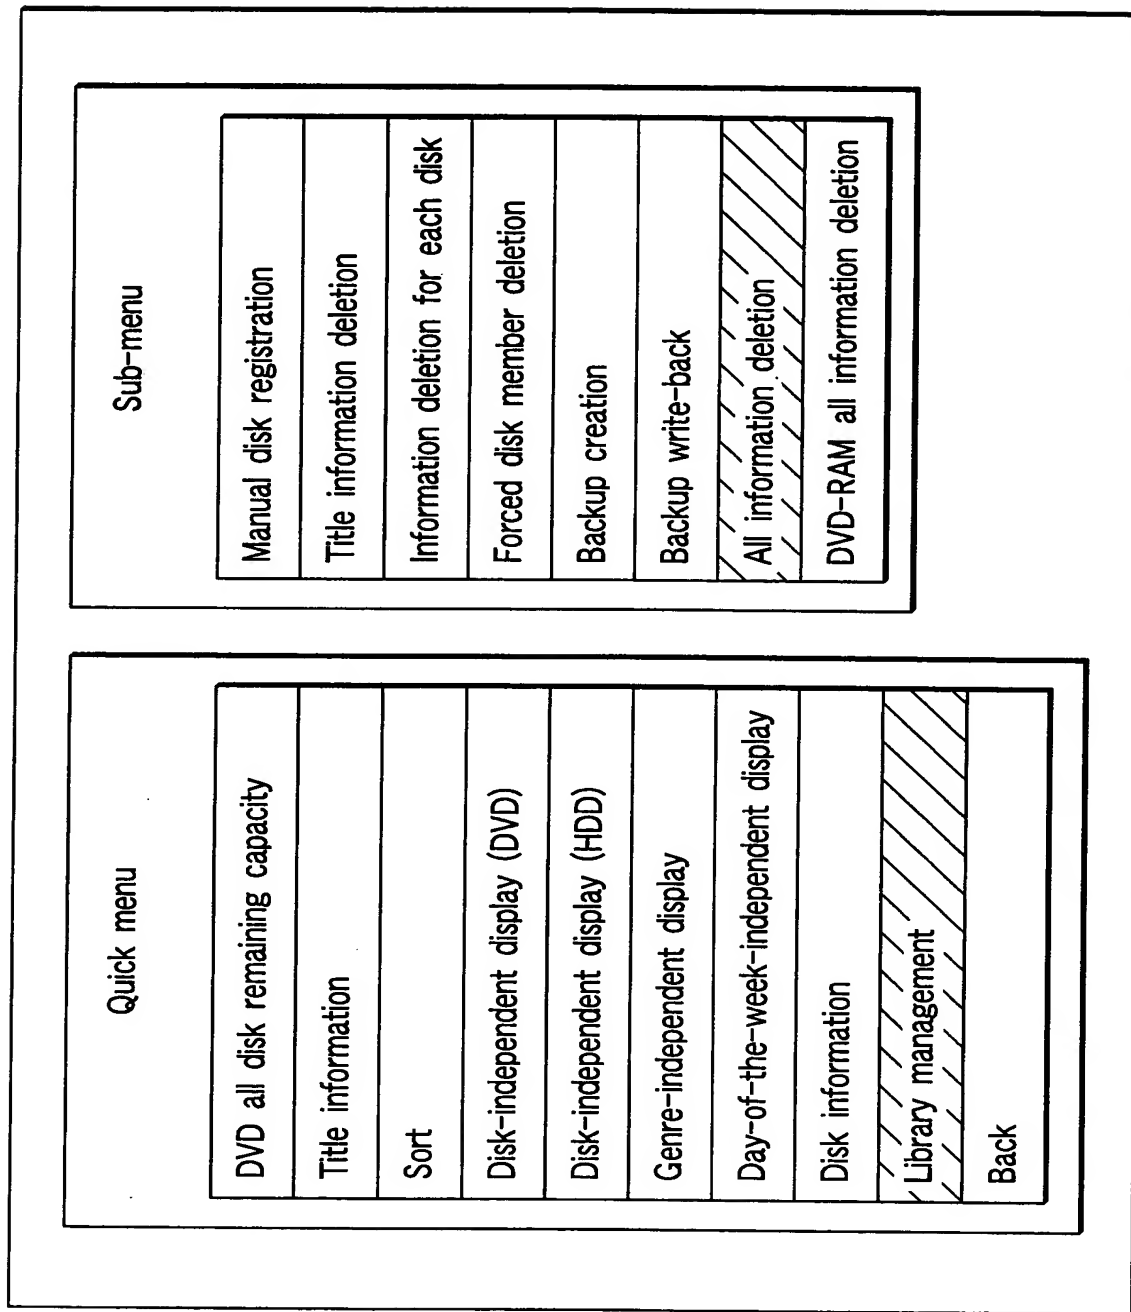 Quick menu
DVD all disk remaining capacity
Title information
Sort
Disk-independent display (DVD)
Disk-independent display (HDD)
Genre-independent display
Day-of-the-week-independent display
Disk information
Library management
Back
Sub-menu
Manual disk registration
Title information deletion
Information deletion for each disk
Forced disk member deletion
Backup creation
Backup write-back
All information deletion
DVD-RAM all information deletion